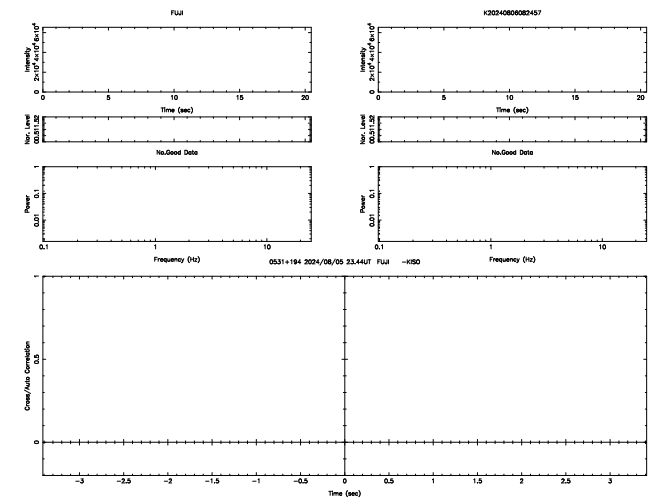 FUJI
K20240806082457
Intensity
0 2×10⁴ 4×10⁴ 6×10⁴
0 5 10 15 20
Time (sec)
Intensity
0 2×10⁴ 4×10⁴ 6×10⁴
0 5 10 15 20
Time (sec)
Nor. Level
00.511.52
Nor. Level
00.511.52
No.Good Data
No.Good Data
Power
0.01 0.1 1
0.1 1 10
Frequency (Hz)
Power
0.01 0.1 1
0.1 1 10
Frequency (Hz)
0531+194 2024/08/05 23.44UT FUJI -KISO
Cross/Auto Correlation
0 0.5 1
-3 -2.5 -2 -1.5 -1 -0.5 0 0.5 1 1.5 2 2.5 3
Time (sec)